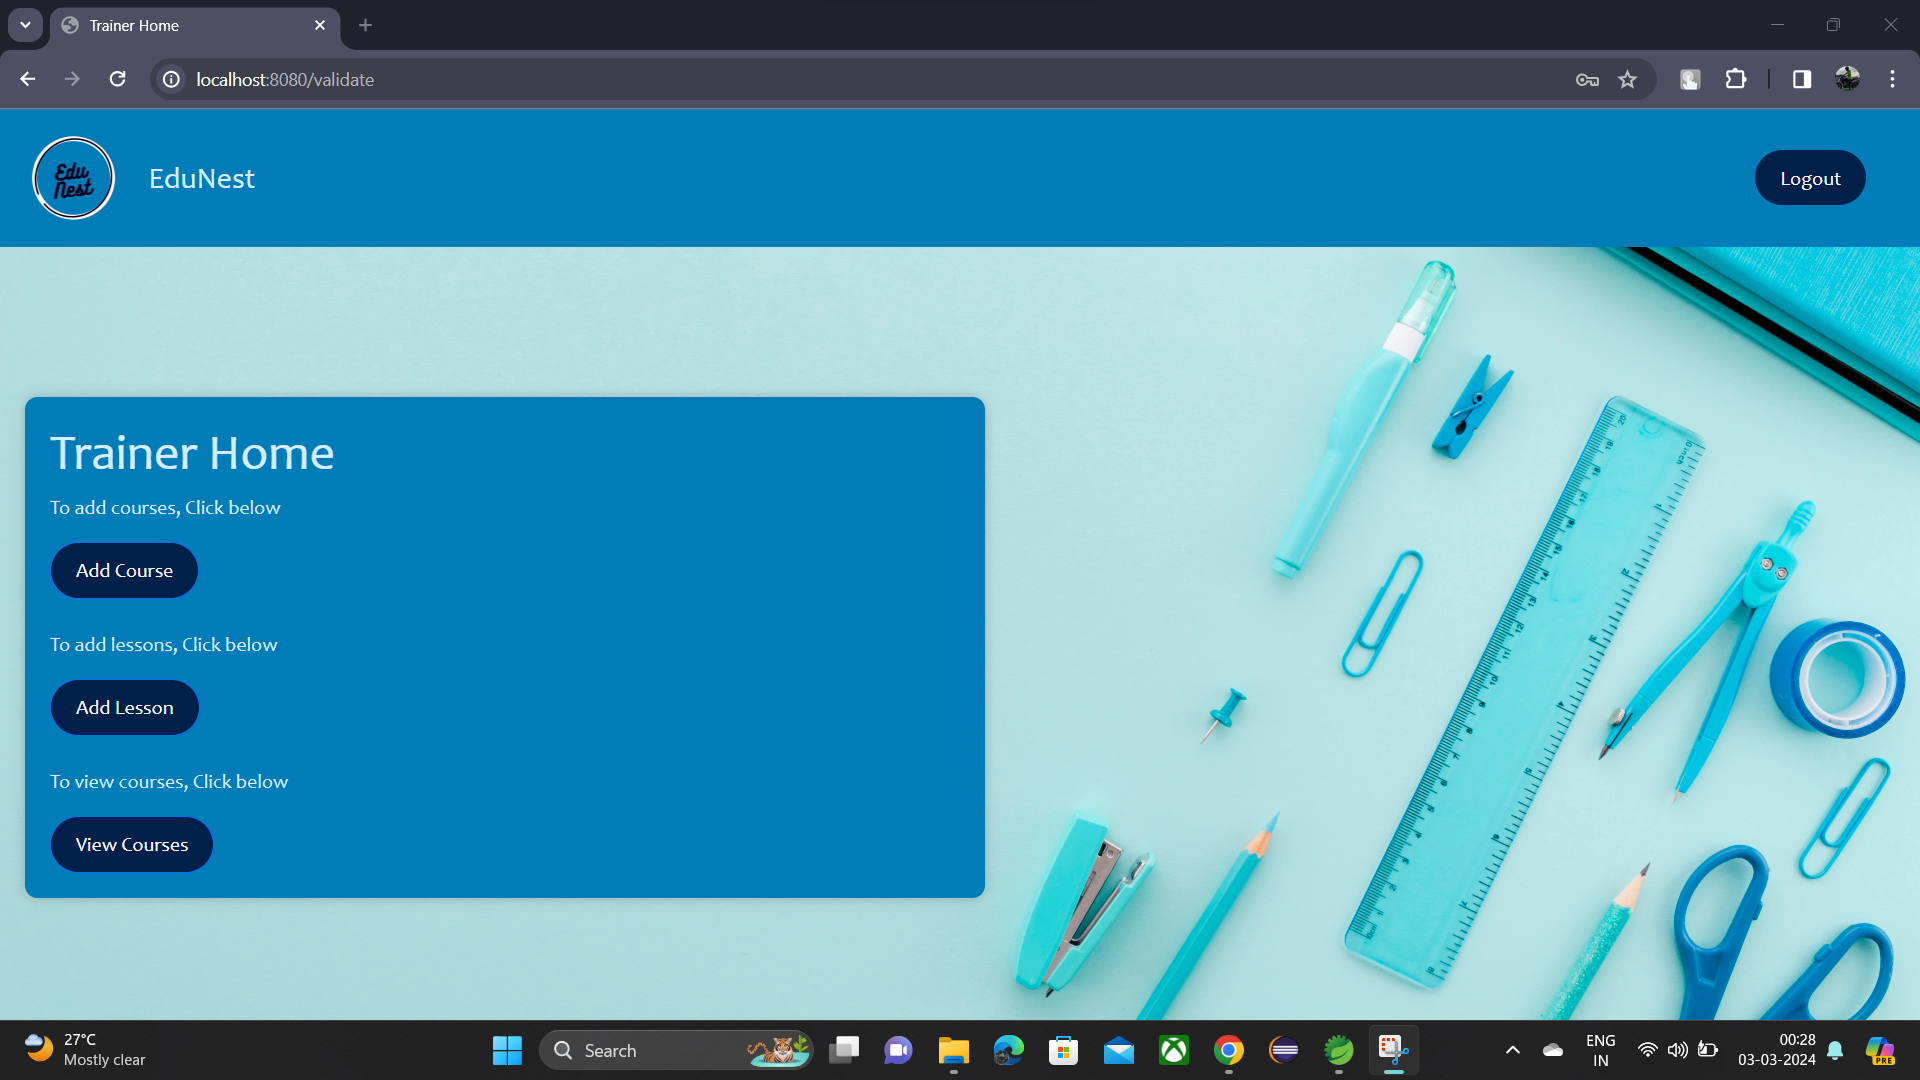 Trainer Home
localhost:8080/validate
Edu
Nest
EduNest
Logout
Trainer Home
To add courses, Click below
Add Course
To add lessons, Click below
Add Lesson
To view courses, Click below
View Courses
27°C
Mostly clear
Search
ENG
IN
00:28
03-03-2024
PRE